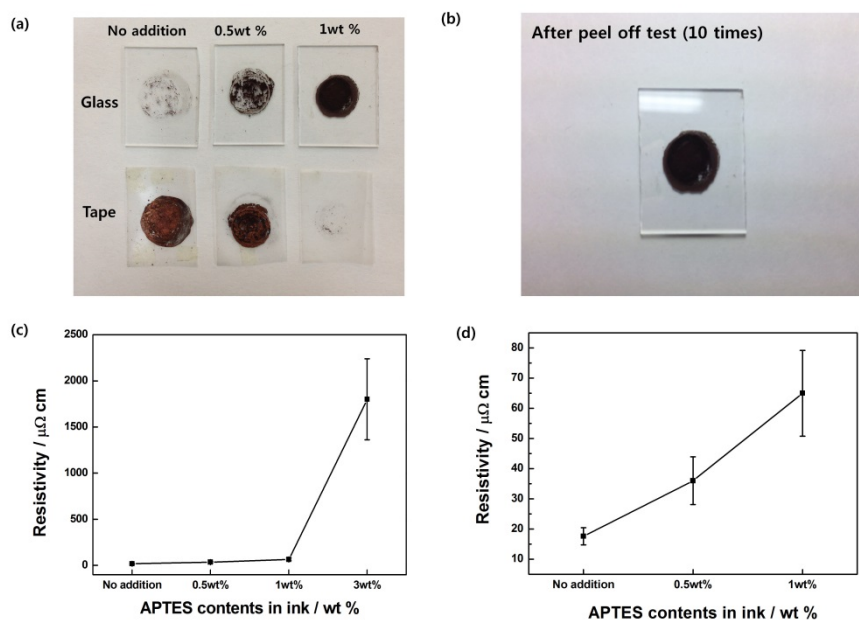 (a)
No addition 0.5wt % 1wt %
Glass
Tape
(b)
After peel off test (10 times)
(c)
2500
2000
1500
1000
500
0
Resistivity / μΩ cm
No addition 0.5wt% 1wt% 3wt%
APTES contents in ink / wt %
(d)
80
70
60
50
40
30
20
10
Resistivity / μΩ cm
No addition 0.5wt% 1wt%
APTES contents in ink / wt %